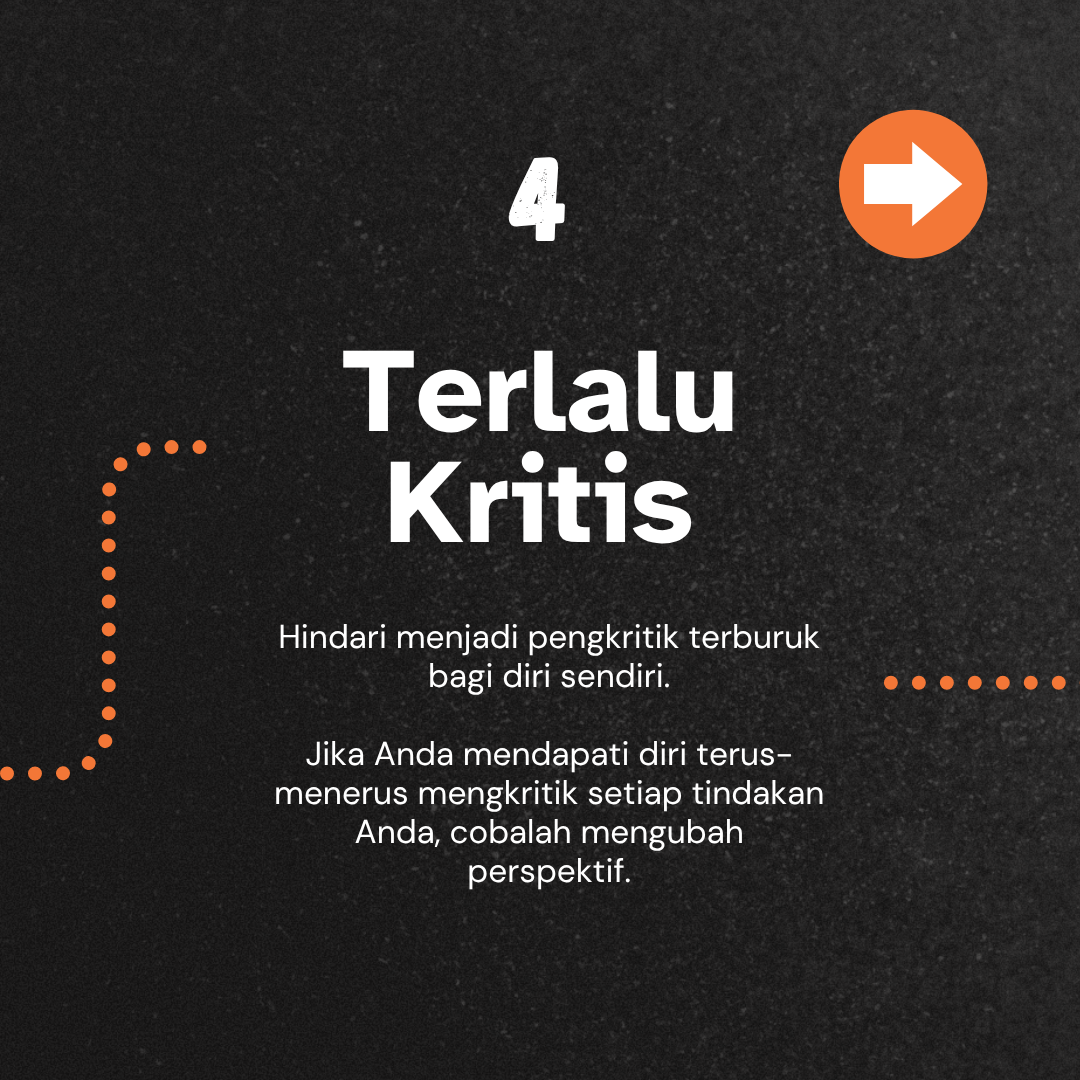 4
Terlalu
Kritis
Hindari menjadi pengkritik terburuk
bagi diri sendiri.
Jika Anda mendapati diri terus-
menerus mengkritik setiap tindakan
Anda, cobalah mengubah
perspektif.